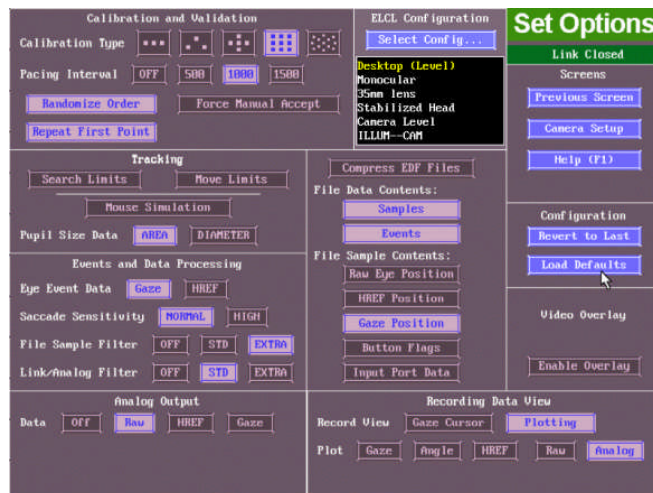 Calibration and Validation
Calibration Type
Pacing Interval OFF 500 1000 1500
Randomize Order Force Manual Accept
Repeat First Point
ELCL Configuration
Select Config...
Desktop (Level)
Monocular
35mm lens
Stabilized Head
Camera Level
ILLUM--CAM
Set Options
Link Closed
Screens
Previous Screen
Camera Setup
Help (F1)
Tracking
Search Limits Move Limits
Mouse Simulation
Pupil Size Data AREA DIAMETER
Compress EDF Files
File Data Contents:
Samples
Events
File Sample Contents:
Raw Eye Position
HREF Position
Gaze Position
Button Flags
Input Port Data
Configuration
Revert to Last
Load Defaults
Events and Data Processing
Eye Event Data Gaze HREF
Saccade Sensitivity NORMAL HIGH
File Sample Filter OFF STD EXTRA
Link/Analog Filter OFF STD EXTRA
Video Overlay
Enable Overlay
Analog Output
Data Off Raw HREF Gaze
Recording Data View
Record View Gaze Cursor Plotting
Plot Gaze Angle HREF Raw Analog